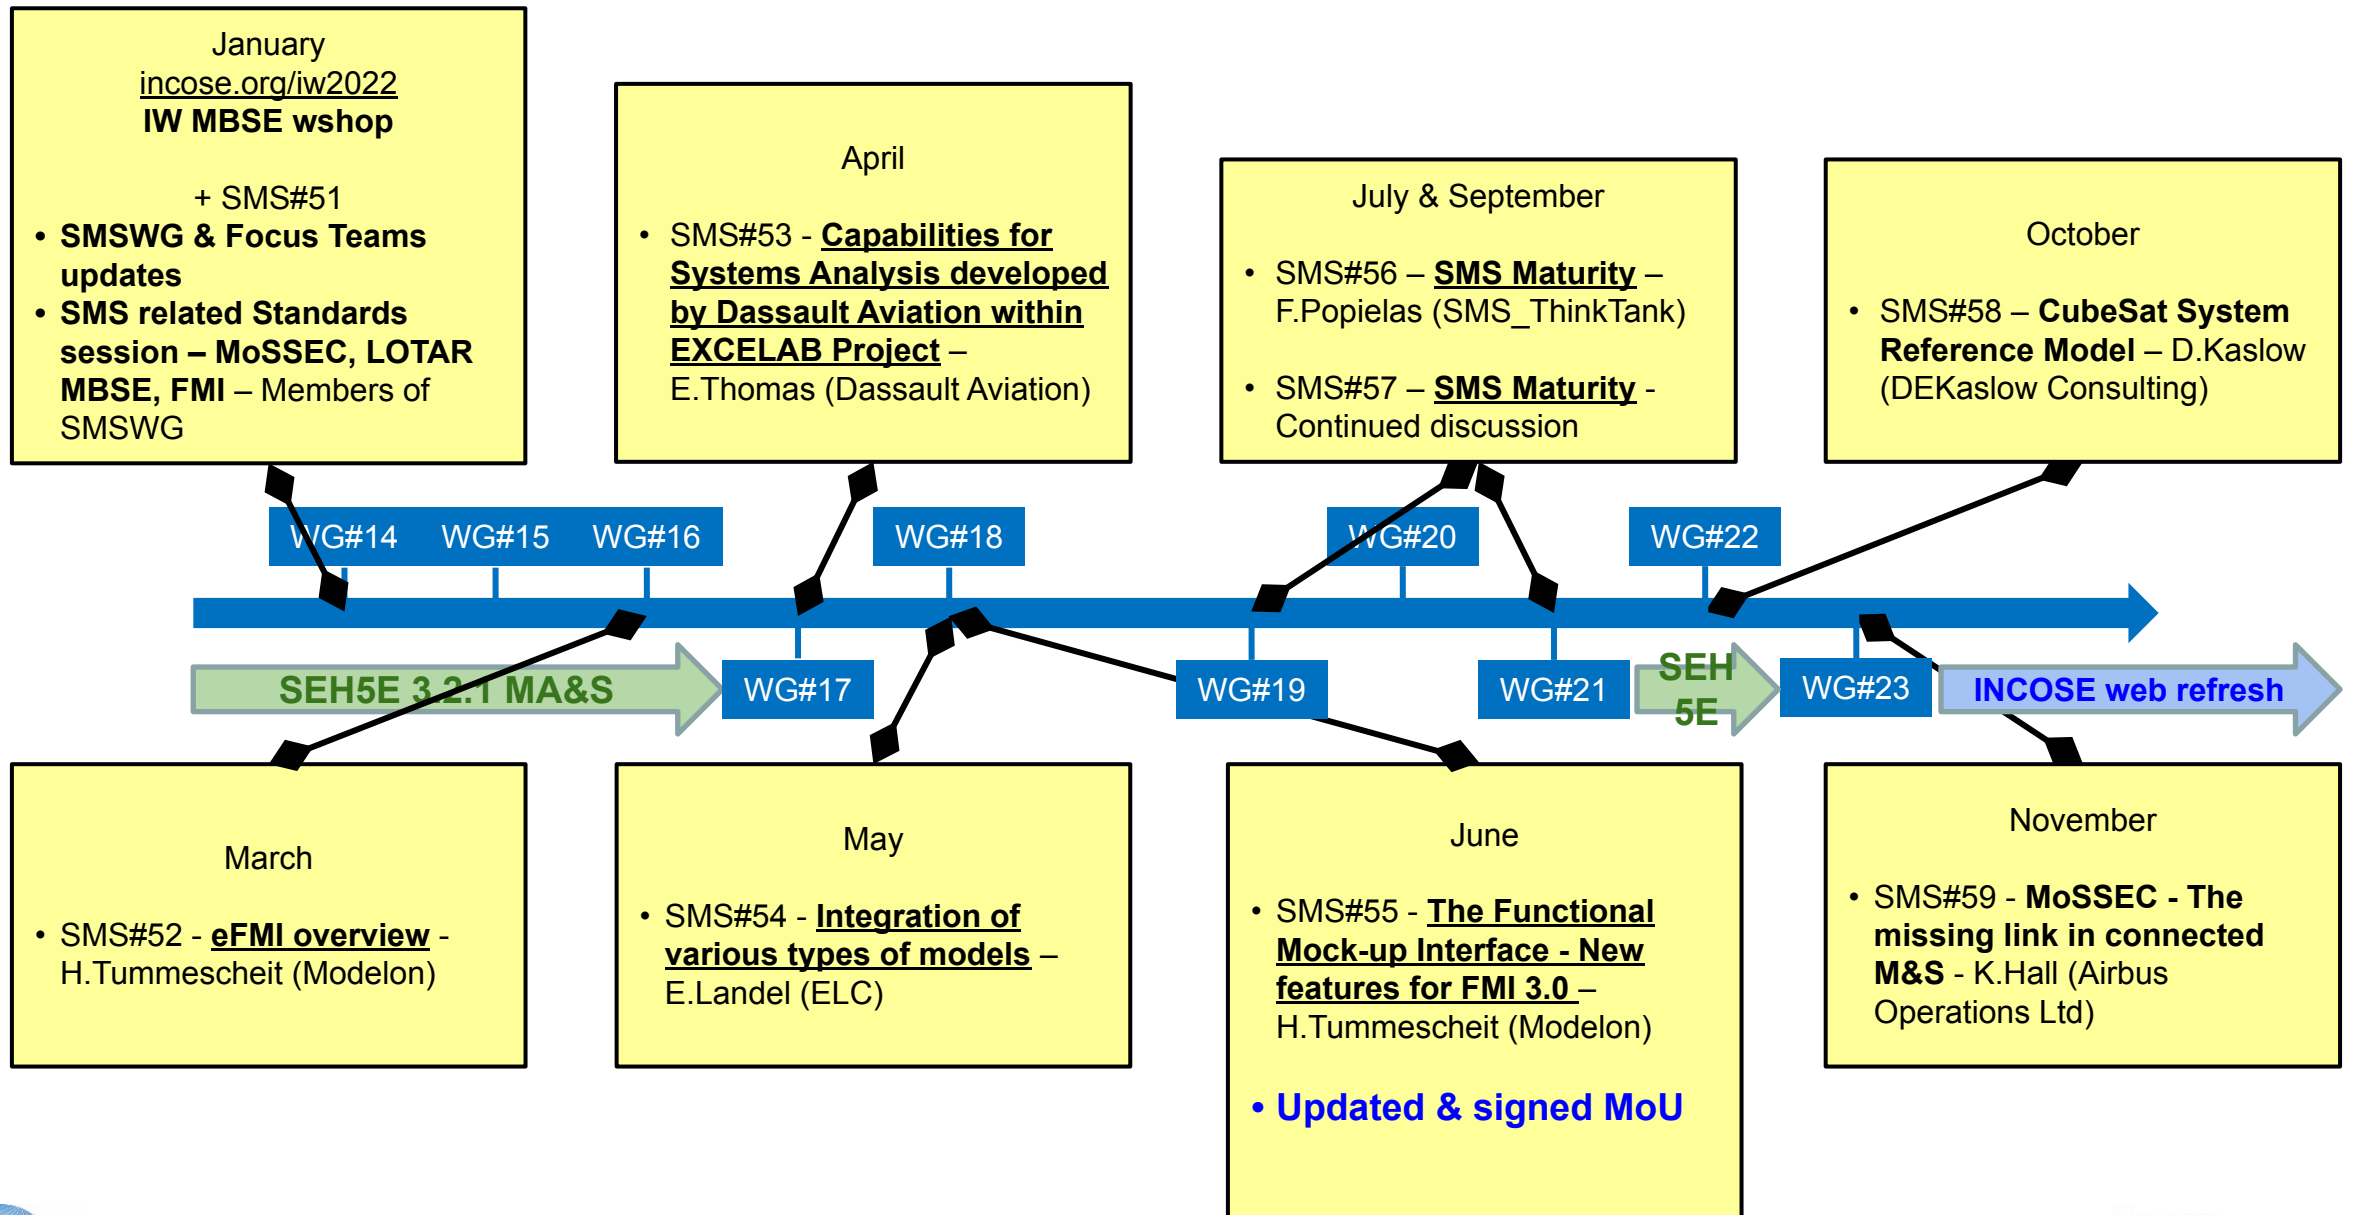 January
incose.org/iw2022
IW MBSE wshop
+ SMS#51
• SMSWG & Focus Teams
updates
• SMS related Standards
session – MoSSEC, LOTAR
MBSE, FMI – Members of
SMSWG
April
• SMS#53 - Capabilities for
Systems Analysis developed
by Dassault Aviation within
EXCELAB Project –
E.Thomas (Dassault Aviation)
July & September
• SMS#56 – SMS Maturity –
F.Popielas (SMS_ThinkTank)
• SMS#57 – SMS Maturity -
Continued discussion
October
• SMS#58 – CubeSat System
Reference Model – D.Kaslow
(DEKaslow Consulting)
WG#14
WG#15
WG#16
WG#18
WG#20
WG#22
SEH5E 3.2.1 MA&S
WG#17
WG#19
WG#21
SEH
5E
WG#23
INCOSE web refresh
March
• SMS#52 - eFMI overview -
H.Tummescheit (Modelon)
May
• SMS#54 - Integration of
various types of models –
E.Landel (ELC)
June
• SMS#55 - The Functional
Mock-up Interface - New
features for FMI 3.0 –
H.Tummescheit (Modelon)
• Updated & signed MoU
November
• SMS#59 - MoSSEC - The
missing link in connected
M&S - K.Hall (Airbus
Operations Ltd)